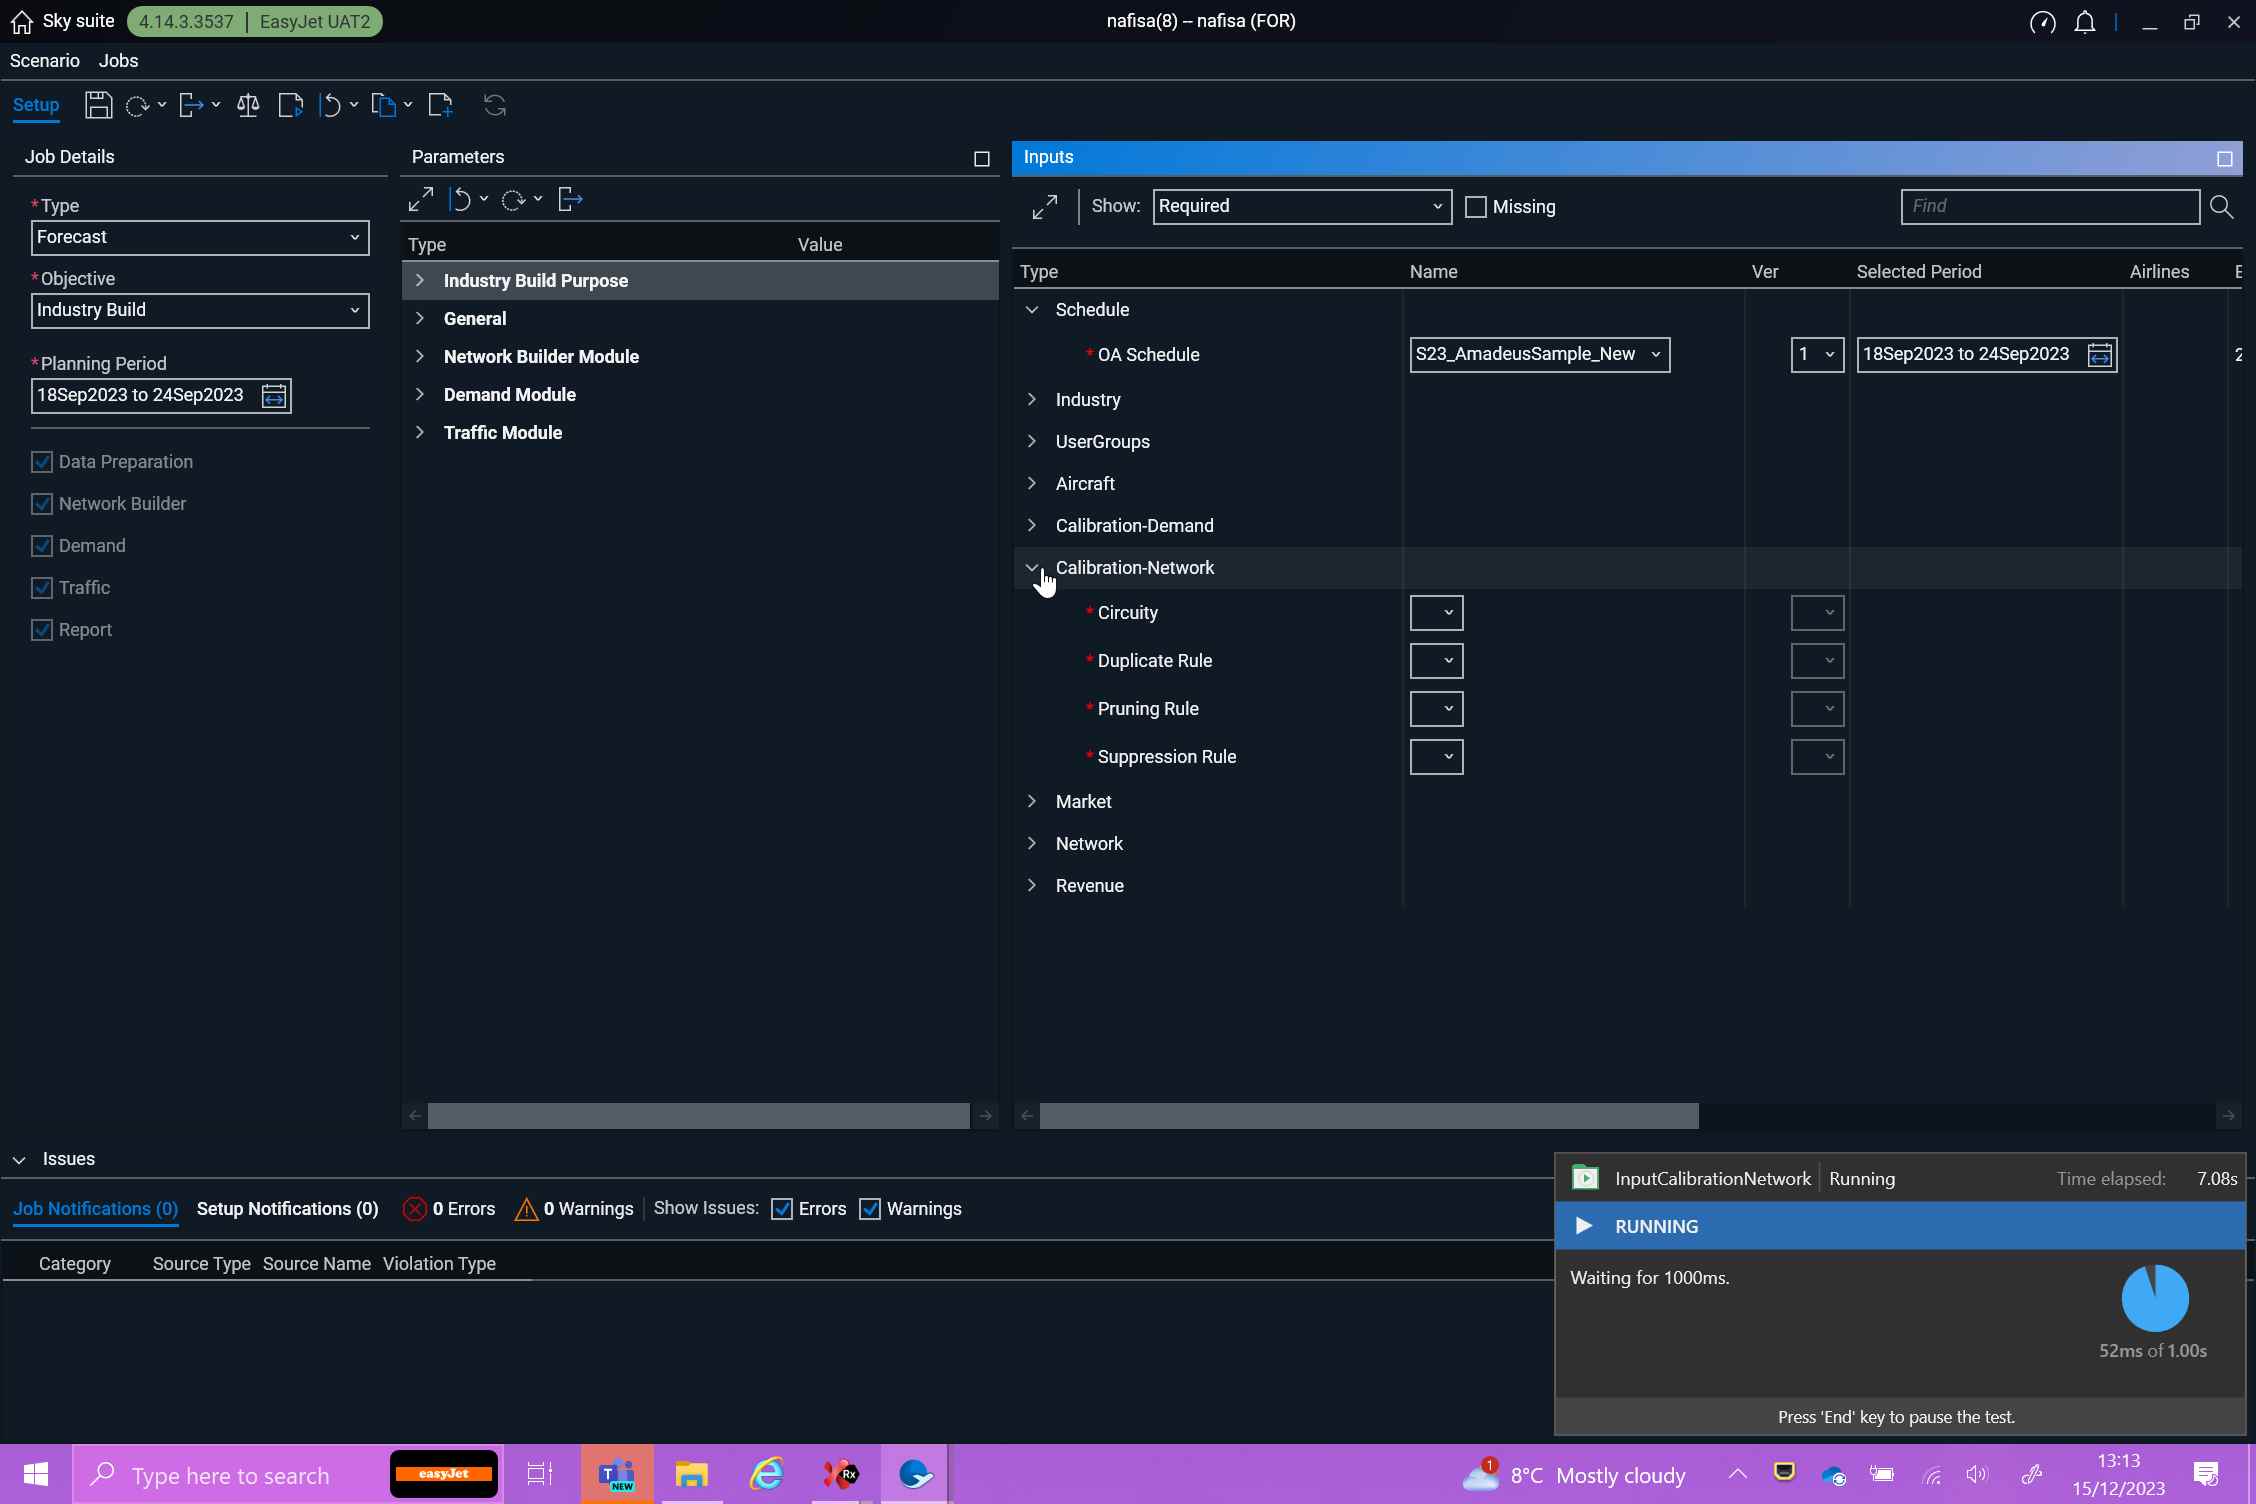 Sky suite 4.14.3.3537 | EasyJet UAT2 nafisa(8) – nafisa (FOR)
Scenario Jobs
Setup
Job Details
*Type
Forecast
*Objective
Industry Build
*Planning Period
18Sep2023 to 24Sep2023
Data Preparation
Network Builder
Demand
Traffic
Report
Parameters
Type Value
Industry Build Purpose
General
Network Builder Module
Demand Module
Traffic Module
Inputs
Show: Required Missing Find
Type Name Ver Selected Period Airlines
Schedule
* OA Schedule S23_AmadeusSample_New 1 18Sep2023 to 24Sep2023
Industry
UserGroups
Aircraft
Calibration-Demand
Calibration-Network
* Circuity
* Duplicate Rule
* Pruning Rule
* Suppression Rule
Market
Network
Revenue
Issues
Job Notifications (0) Setup Notifications (0) 0 Errors 0 Warnings Show Issues: Errors Warnings
Category Source Type Source Name Violation Type
InputCalibrationNetwork Running Time elapsed: 7.08s
RUNNING
Waiting for 1000ms.
52ms of 1.00s
Press 'End' key to pause the test.
Type here to search easyJet T NEW Rx 1 8°C Mostly cloudy
13:13
15/12/2023